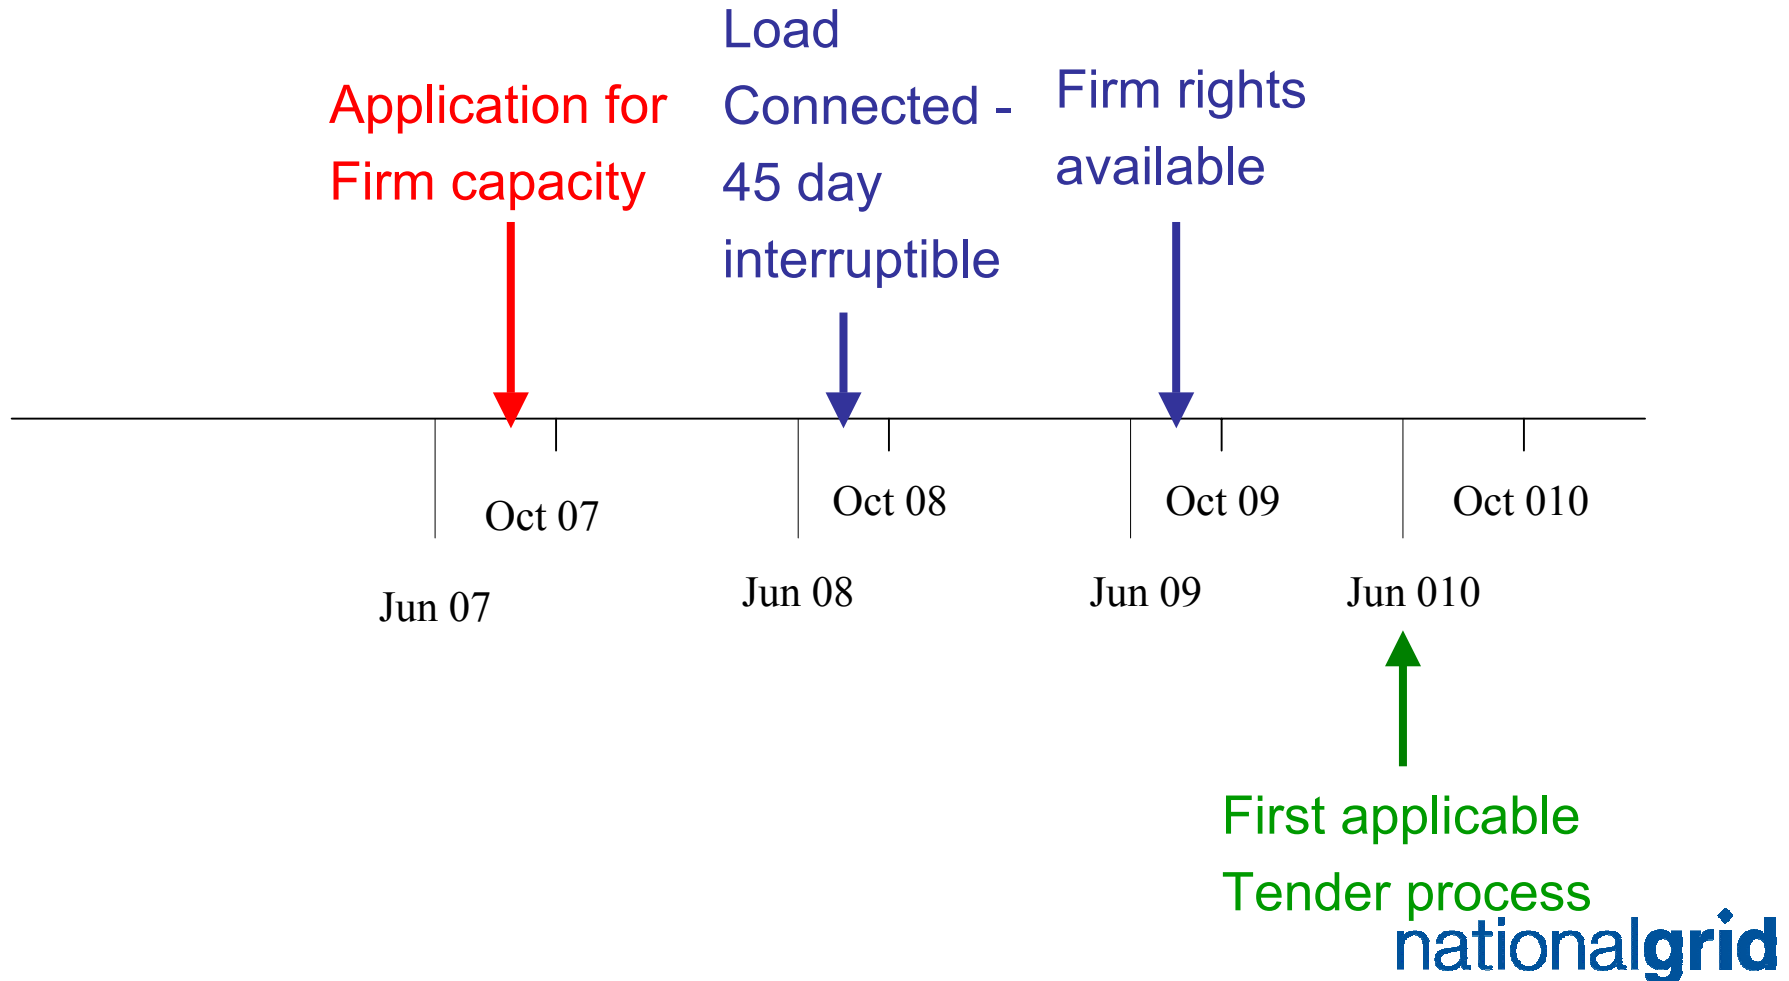 Application for
Firm capacity
Load
Connected -
45 day
interruptible
Firm rights
available
Oct 07
Oct 08
Oct 09
Oct 010
Jun 07
Jun 08
Jun 09
Jun 010
First applicable
Tender process
nationalgrid